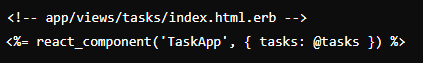 <!-- app/views/tasks/index.html.erb -->
<%= react_component('TaskApp', { tasks: @tasks }) %>